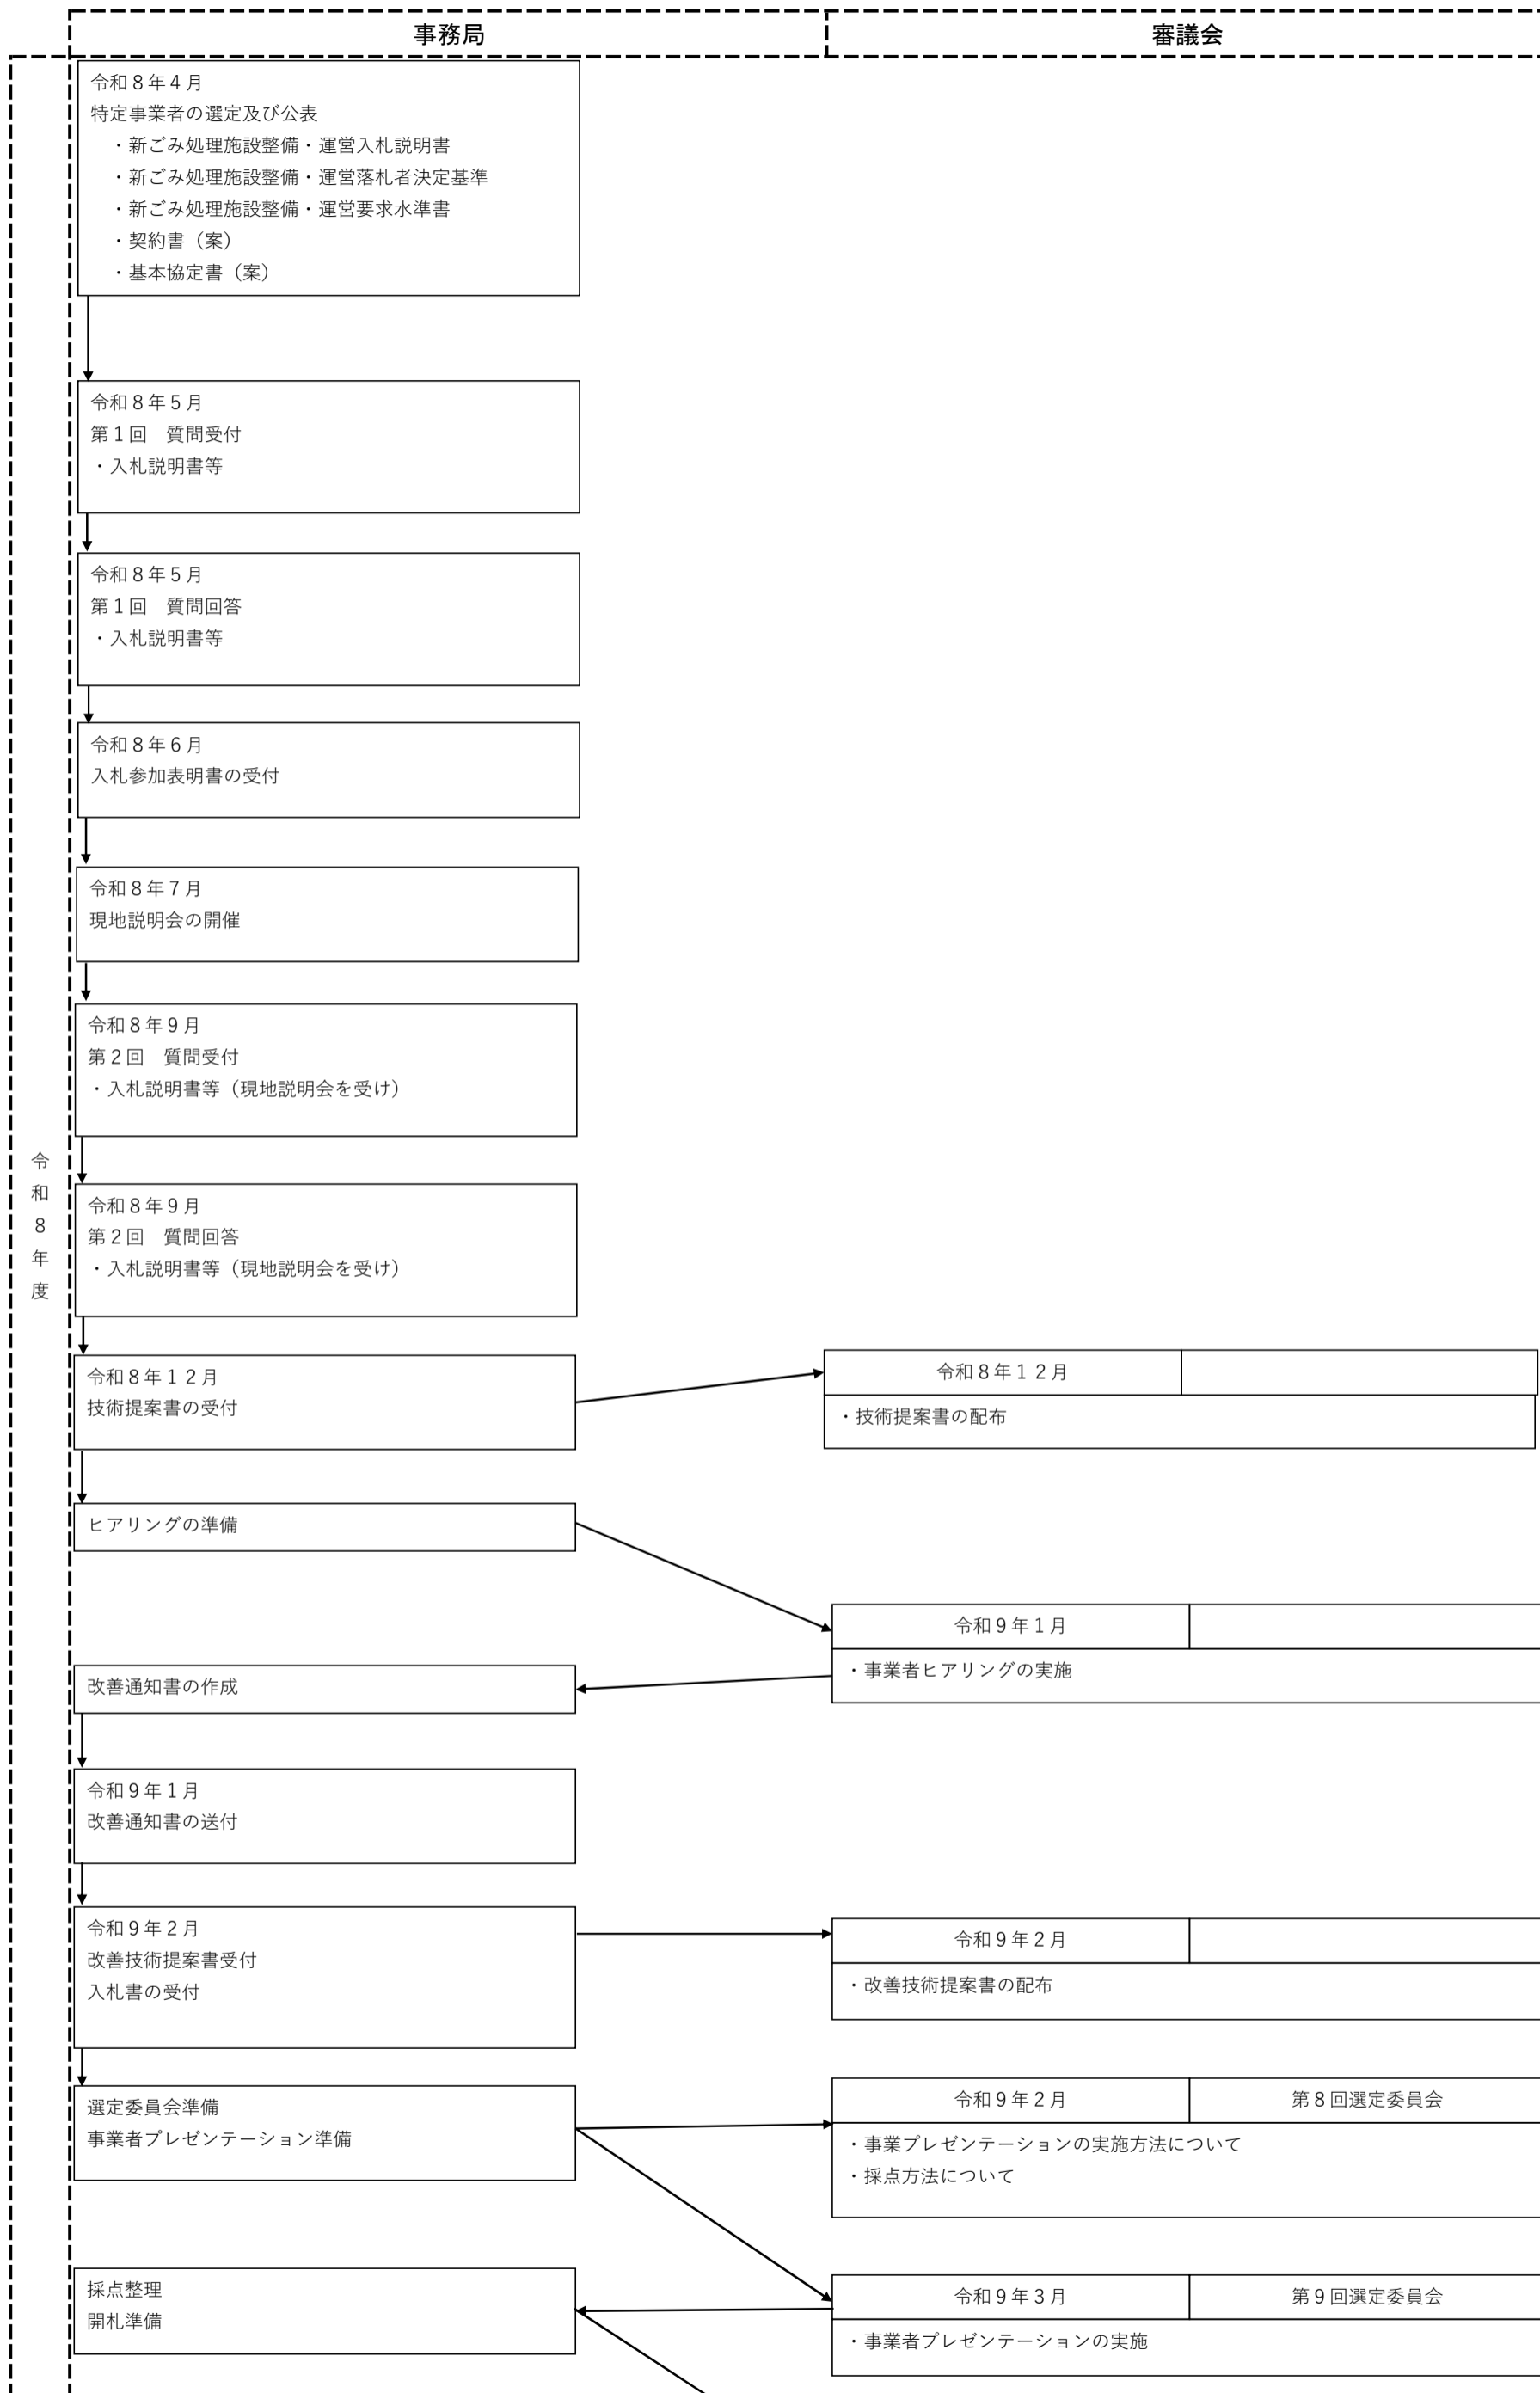 事務局
審議会
令和８年度
令和８年４月
特定事業者の選定及び公表
・新ごみ処理施設整備・運営入札説明書
・新ごみ処理施設整備・運営落札者決定基準
・新ごみ処理施設整備・運営要求水準書
・契約書（案）
・基本協定書（案）
令和８年５月
第１回　質問受付
・入札説明書等
令和８年５月
第１回　質問回答
・入札説明書等
令和８年６月
入札参加表明書の受付
令和８年７月
現地説明会の開催
令和８年９月
第２回　質問受付
・入札説明書等（現地説明会を受け）
令和８年９月
第２回　質問回答
・入札説明書等（現地説明会を受け）
令和８年１２月
技術提案書の受付
令和８年１２月
・技術提案書の配布
ヒアリングの準備
令和９年１月
・事業者ヒアリングの実施
改善通知書の作成
令和９年１月
改善通知書の送付
令和９年２月
改善技術提案書受付
入札書の受付
令和９年２月
・改善技術提案書の配布
選定委員会準備
事業者プレゼンテーション準備
令和９年２月
第８回選定委員会
・事業プレゼンテーションの実施方法について
・採点方法について
採点整理
開札準備
令和９年３月
第９回選定委員会
・事業者プレゼンテーションの実施